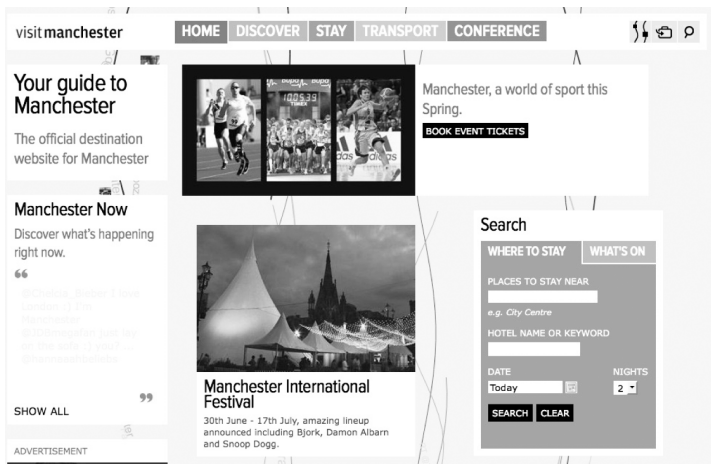 visitmanchester
HOME DISCOVER STAY TRANSPORT CONFERENCE
Your guide to
Manchester
The official destination
website for Manchester
Manchester, a world of sport this
Spring.
BOOK EVENT TICKETS
Manchester Now
Discover what's happening
right now.
“
London
Manchester
”
SHOW ALL
ADVERTISEMENT
adidas
Manchester International
Festival
30th June - 17th July, amazing lineup
announced including Bjork, Damon Albarn
and Snoop Dogg.
Search
WHERE TO STAY WHAT'S ON
PLACES TO STAY NEAR
e.g. City Centre
HOTEL NAME OR KEYWORD
DATE NIGHTS
Today 2
SEARCH CLEAR